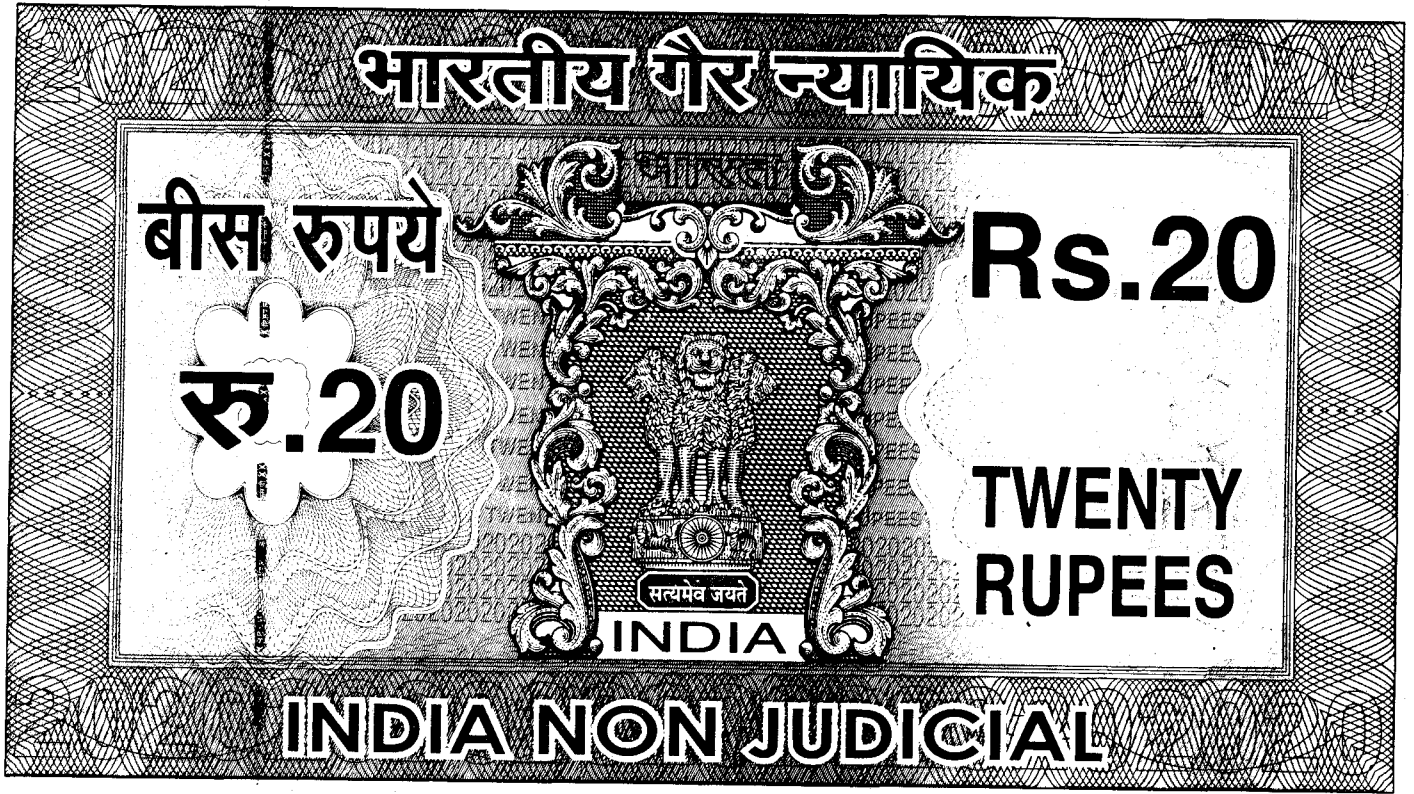 भारतीय गैर न्यायिक
भारत
बीस रुपये
Rs.20
रु.20
TWENTY
RUPEES
सत्यमेव जयते
INDIA
INDIA NON JUDICIAL